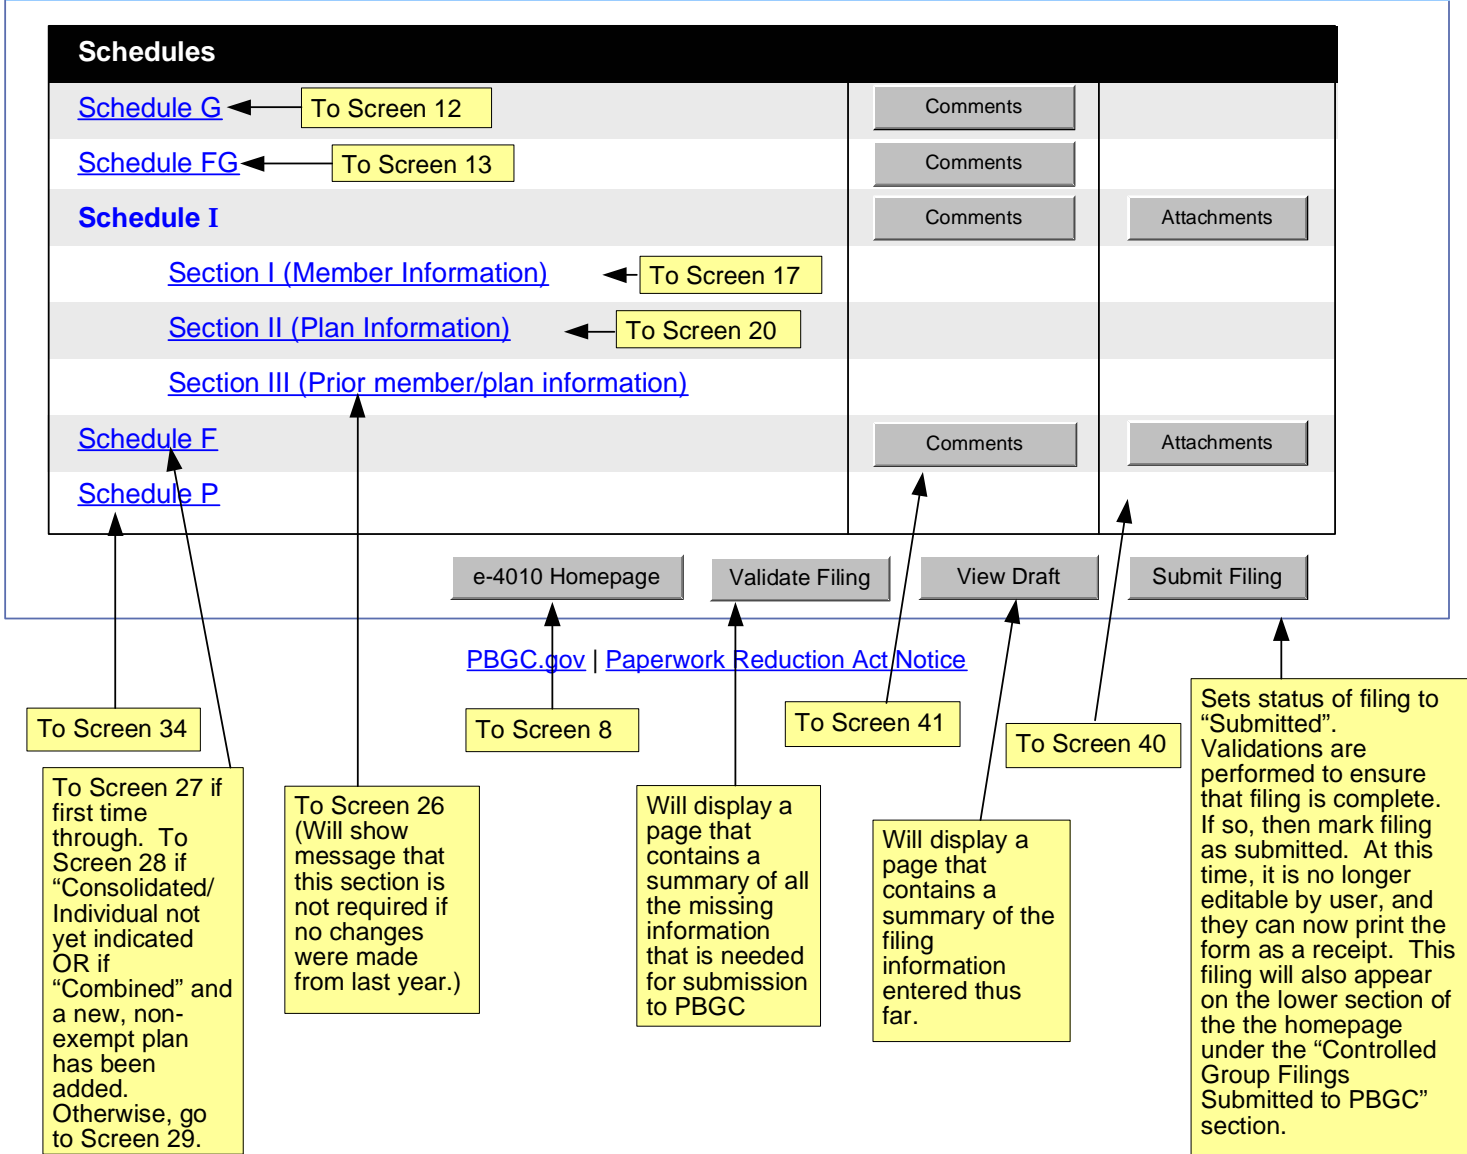 Schedules
Schedule G
To Screen 12
Comments
Schedule FG
To Screen 13
Comments
Schedule I
Comments
Attachments
Section I (Member Information)
To Screen 17
Section II (Plan Information)
To Screen 20
Section III (Prior member/plan information)
Schedule F
Comments
Attachments
Schedule P
e-4010 Homepage
Validate Filing
View Draft
Submit Filing
PBGC.gov | Paperwork Reduction Act Notice
To Screen 34
To Screen 8
To Screen 41
To Screen 40
To Screen 27 if
first time
through.  To
Screen 28 if
“Consolidated/
Individual not
yet indicated
OR if
“Combined” and
a new, non-
exempt plan
has been
added.
Otherwise, go
to Screen 29.
To Screen 26
(Will show
message that
this section is
not required if
no changes
were made
from last year.)
Will display a
page that
contains a
summary of all
the missing
information
that is needed
for submission
to PBGC
Will display a
page that
contains a
summary of the
filing
information
entered thus
far.
Sets status of filing to
“Submitted”.
Validations are
performed to ensure
that filing is complete.
If so, then mark filing
as submitted.  At this
time, it is no longer
editable by user, and
they can now print the
form as a receipt.  This
filing will also appear
on the lower section of
the the homepage
under the “Controlled
Group Filings
Submitted to PBGC”
section.